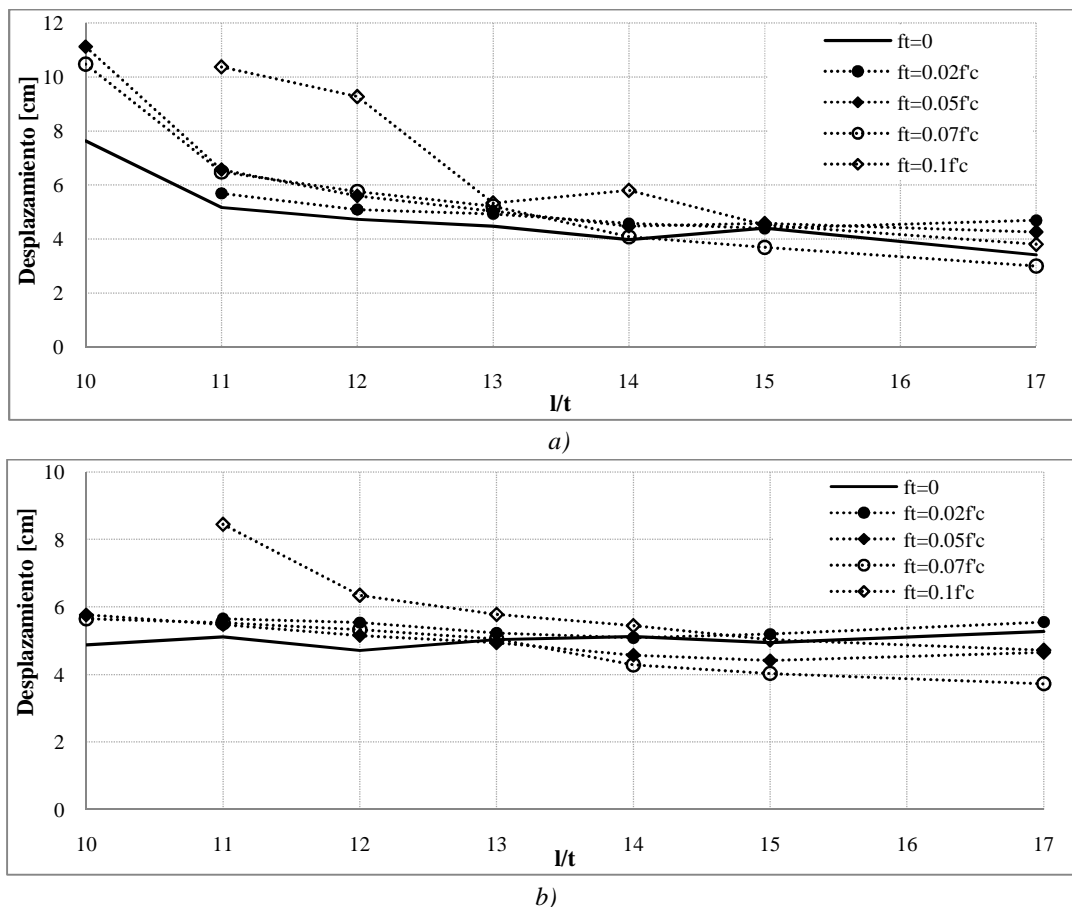 12
10
8
6
4
2
0
Desplazamiento [cm]
10 11 12 13 14 15 16 17
l/t
ft=0
ft=0.02f'c
ft=0.05f'c
ft=0.07f'c
ft=0.1f'c
a)
10
8
6
4
2
0
Desplazamiento [cm]
10 11 12 13 14 15 16 17
l/t
ft=0
ft=0.02f'c
ft=0.05f'c
ft=0.07f'c
ft=0.1f'c
b)